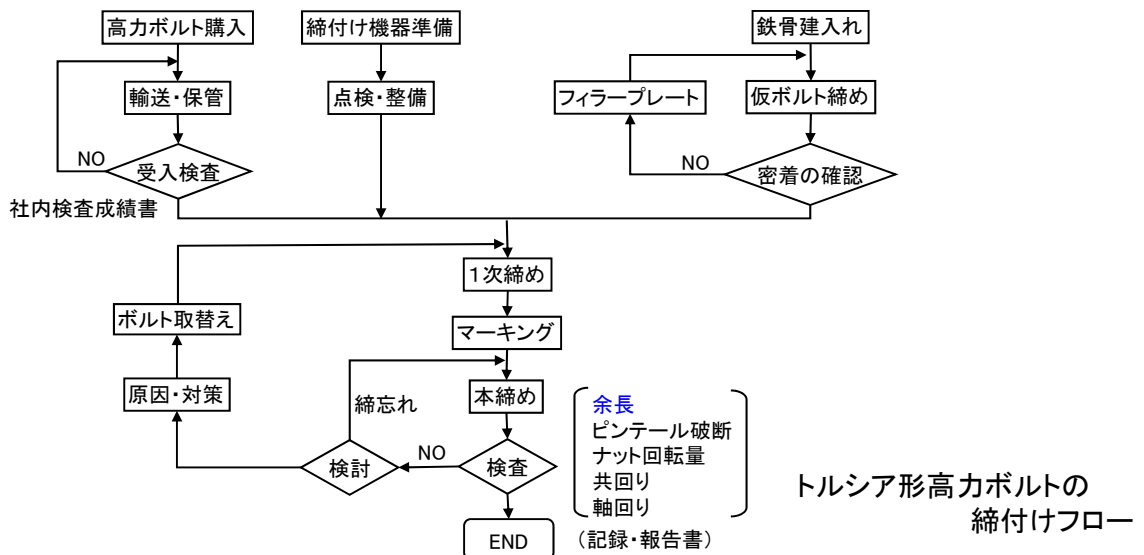 高力ボルト購入
締付け機器準備
鉄骨建入れ
輸送・保管
点検・整備
フィラープレート
仮ボルト締め
NO
受入検査
NO
密着の確認
社内検査成績書
１次締め
ボルト取替え
マーキング
原因・対策
締忘れ
本締め
余長
ピンテール破断
ナット回転量
共回り
軸回り
検討
NO
検査
トルシア形高力ボルトの
締付けフロー
END
（記録・報告書）